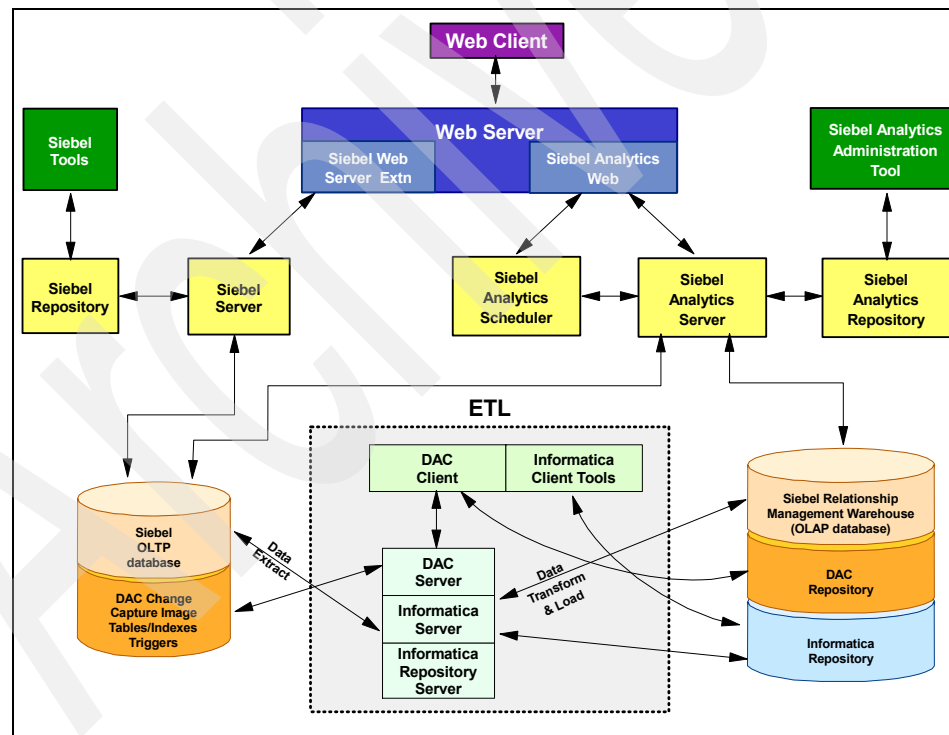 Web Client
Web Server
Siebel Web
Server Extn
Siebel Analytics
Web
Siebel
Tools
Siebel Analytics
Administration
Tool
Siebel
Repository
Siebel
Server
Siebel
Analytics
Scheduler
Siebel
Analytics
Server
Siebel
Analytics
Repository
ETL
DAC
Client
Informatica
Client Tools
Siebel
OLTP
database
DAC Change
Capture Image
Tables/Indexes
Triggers
Data
Extract
DAC
Server
Informatica
Server
Informatica
Repository
Server
Data
Transform
& Load
Siebel Relationship
Management Warehouse
(OLAP database)
DAC
Repository
Informatica
Repository
Archive